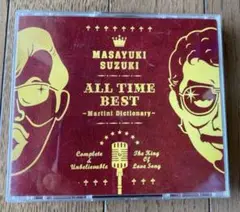 MASAYUKI
SUZUKI
ALL TIME
BEST
~Martini Dictionary~
Complete
&
Unbelievable
The King
Of
Love Song